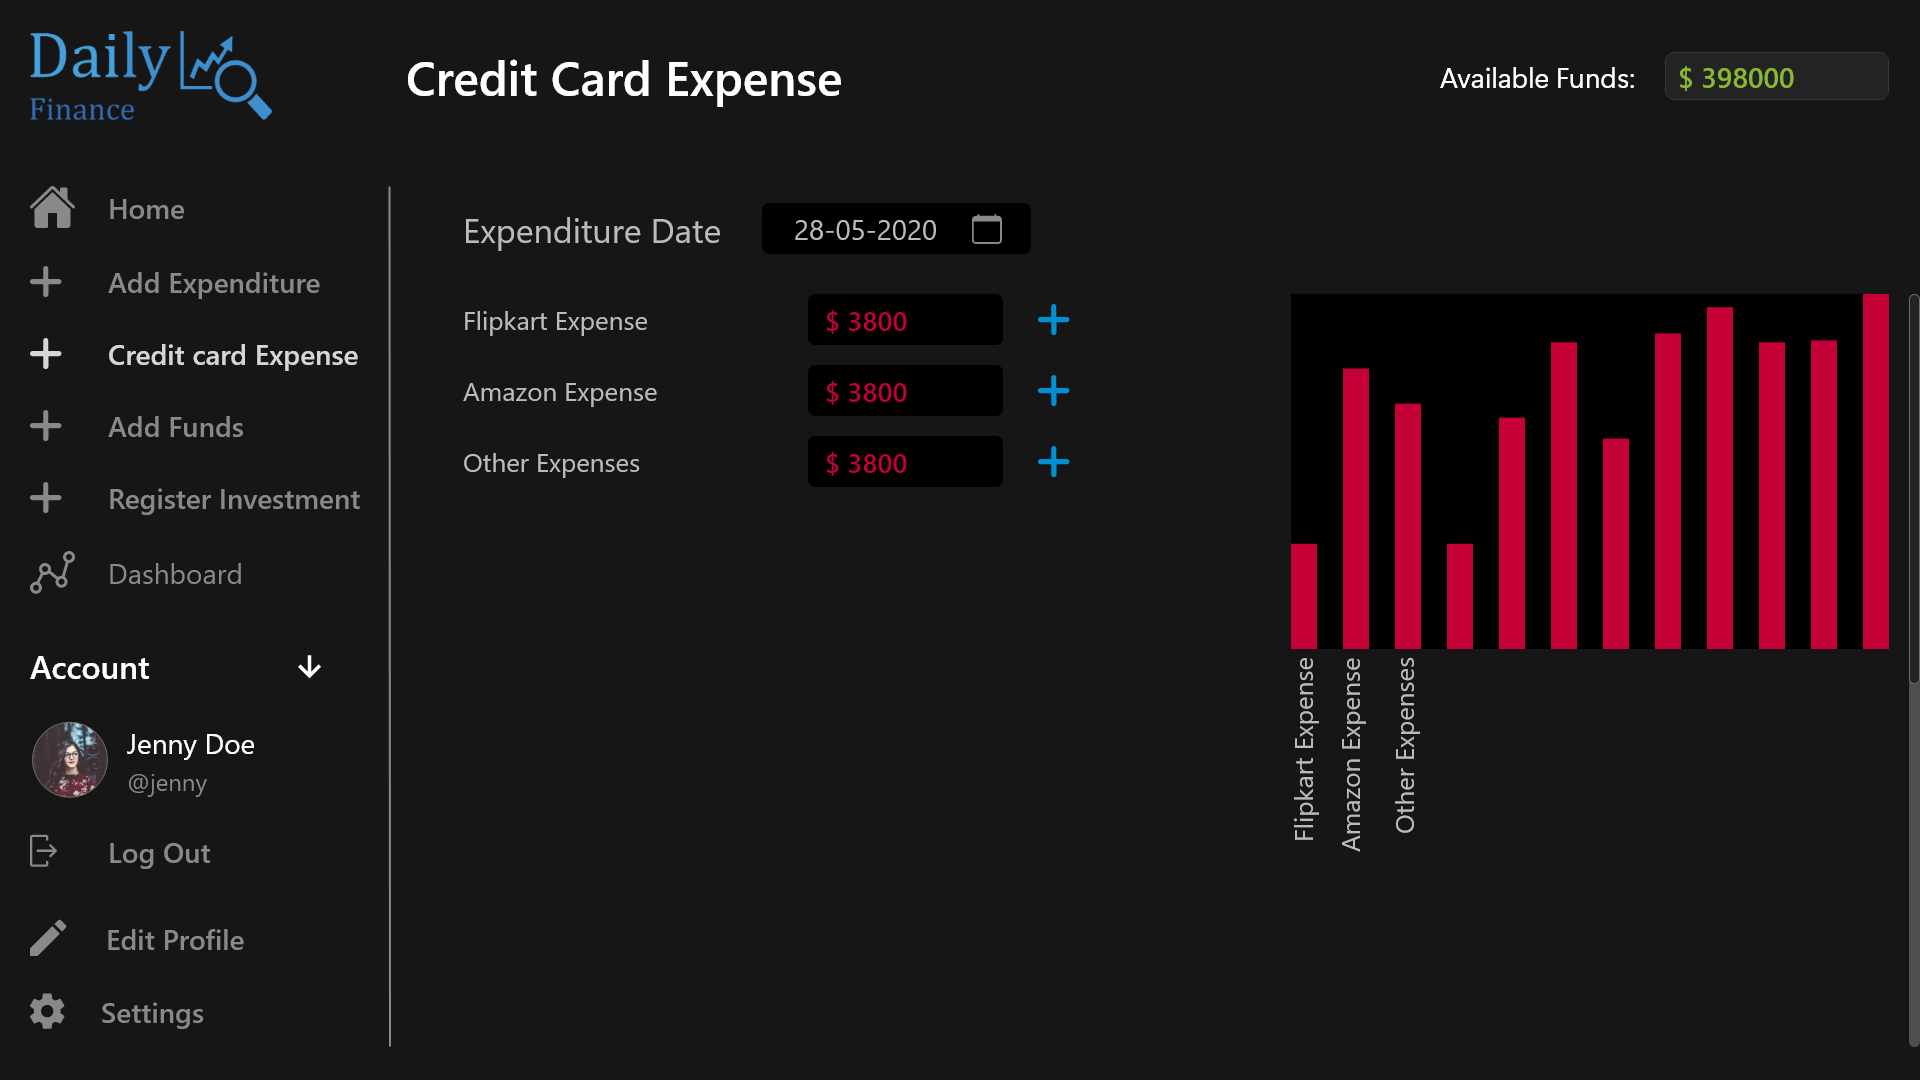 Daily
Finance
Credit Card Expense
Available Funds:
$ 398000
Home
Add Expenditure
Credit card Expense
Add Funds
Register Investment
Dashboard
Account
Jenny Doe
@jenny
Log Out
Edit Profile
Settings
Expenditure Date
28-05-2020
Flipkart Expense
$ 3800
Amazon Expense
$ 3800
Other Expenses
$ 3800
Flipkart Expense
Amazon Expense
Other Expenses